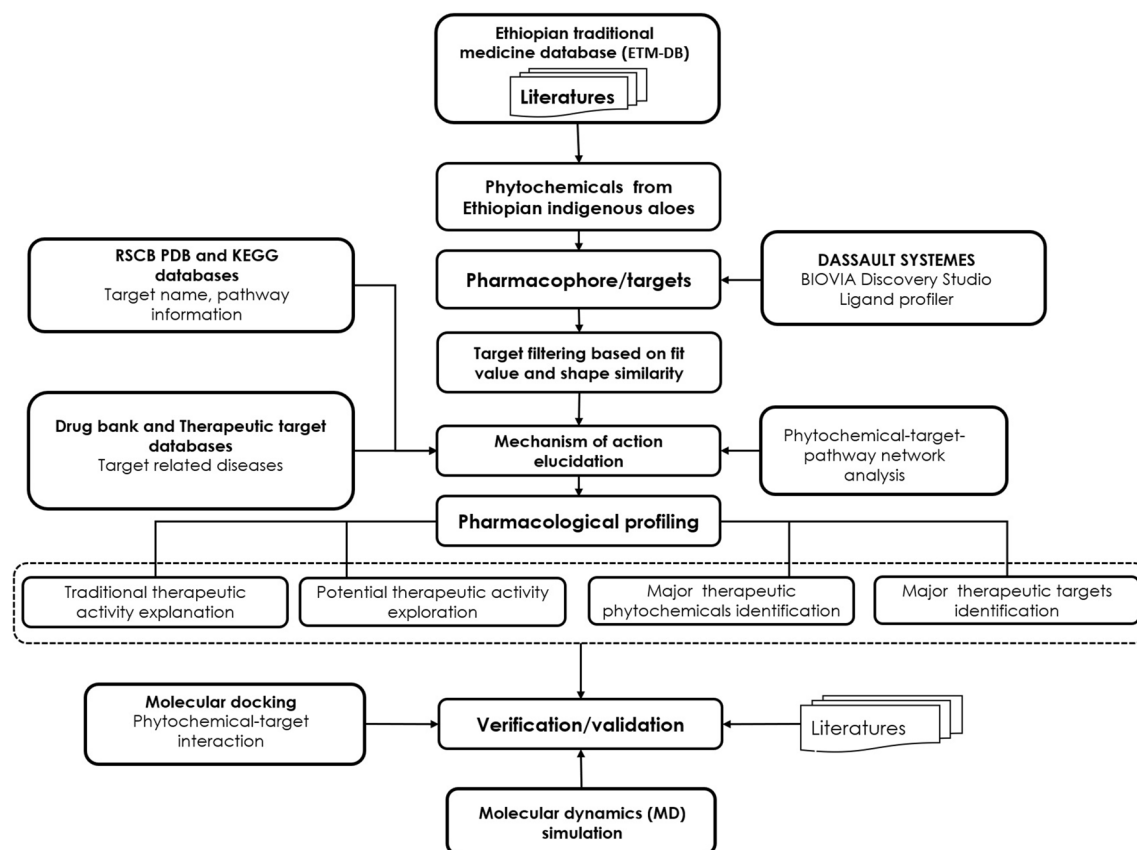 Ethiopian traditional
medicine database (ETM-DB)
Literatures
Phytochemicals from
Ethiopian indigenous aloes
RSCB PDB and KEGG
databases
Target name, pathway
information
Pharmacophore/targets
DASSAULT SYSTEMES
BIOVIA Discovery Studio
Ligand profiler
Target filtering based on fit
value and shape similarity
Drug bank and Therapeutic target
databases
Target related diseases
Mechanism of action
elucidation
Phytochemical-target-
pathway network
analysis
Pharmacological profiling
Traditional therapeutic
activity explanation
Potential therapeutic activity
exploration
Major therapeutic
phytochemicals identification
Major therapeutic targets
identification
Molecular docking
Phytochemical-target
interaction
Verification/validation
Literatures
Molecular dynamics (MD)
simulation